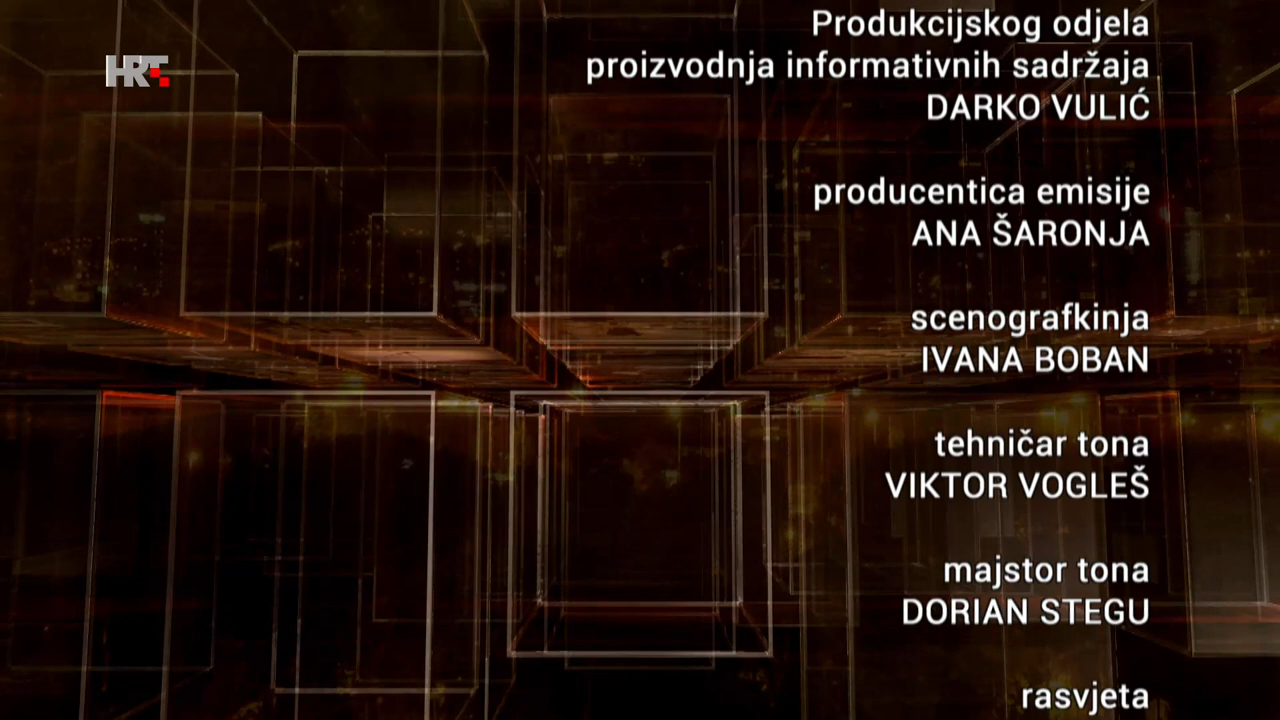 HRT
Produkcijskog odjela
proizvodnja informativnih sadržaja
DARKO VULIĆ
producentica emisije
ANA ŠARONJA
scenografkinja
IVANA BOBAN
tehničar tona
VIKTOR VOGLEŠ
majstor tona
DORIAN STEGU
rasvjeta